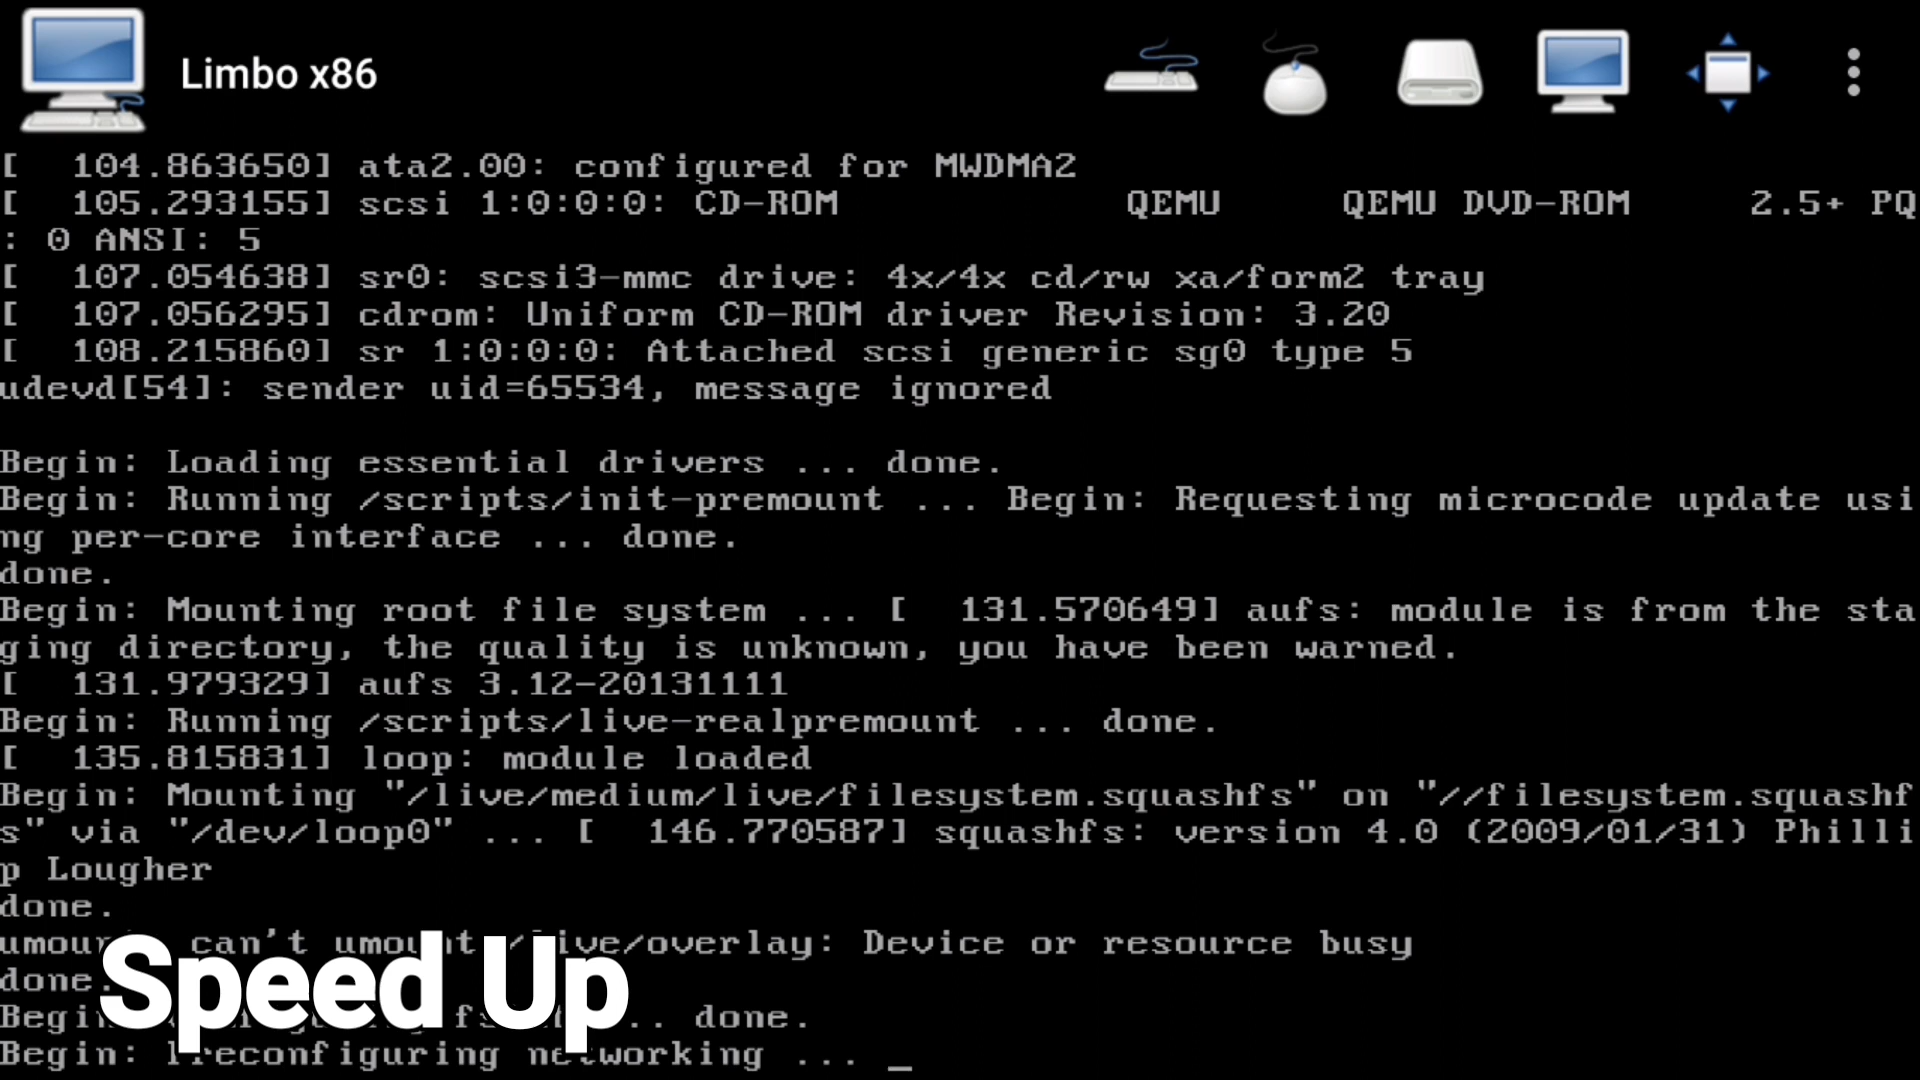 Limbo x86
[  104.863650] ata2.00: configured for MWDMA2
[  105.293155] scsi 1:0:0:0: CD-ROM            QEMU     QEMU DVD-ROM     2.5+ PQ
: 0 ANSI: 5
[  107.054638] sr0: scsi3-mmc drive: 4x/4x cd/rw xa/form2 tray
[  107.056295] cdrom: Uniform CD-ROM driver Revision: 3.20
[  108.215860] sr 1:0:0:0: Attached scsi generic sg0 type 5
udevd[54]: sender uid=65534, message ignored
Begin: Loading essential drivers ... done.
Begin: Running /scripts/init-premount ... Begin: Requesting microcode update usi
ng per-core interface ... done.
done.
Begin: Mounting root file system ... [  131.570649] aufs: module is from the sta
ging directory, the quality is unknown, you have been warned.
[  131.979329] aufs 3.12-20131111
Begin: Running /scripts/live-realpremount ... done.
[  135.815831] loop: module loaded
Begin: Mounting "/live/medium/live/filesystem.squashfs" on "//filesystem.squashf
s" via "/dev/loop0" ... [  146.770587] squashfs: version 4.0 (2009/01/31) Philli
p Lougher
done.
can't umount /live/overlay: Device or resource busy
done.
... done.
Begin: Preconfiguring networking ... _
Speed Up